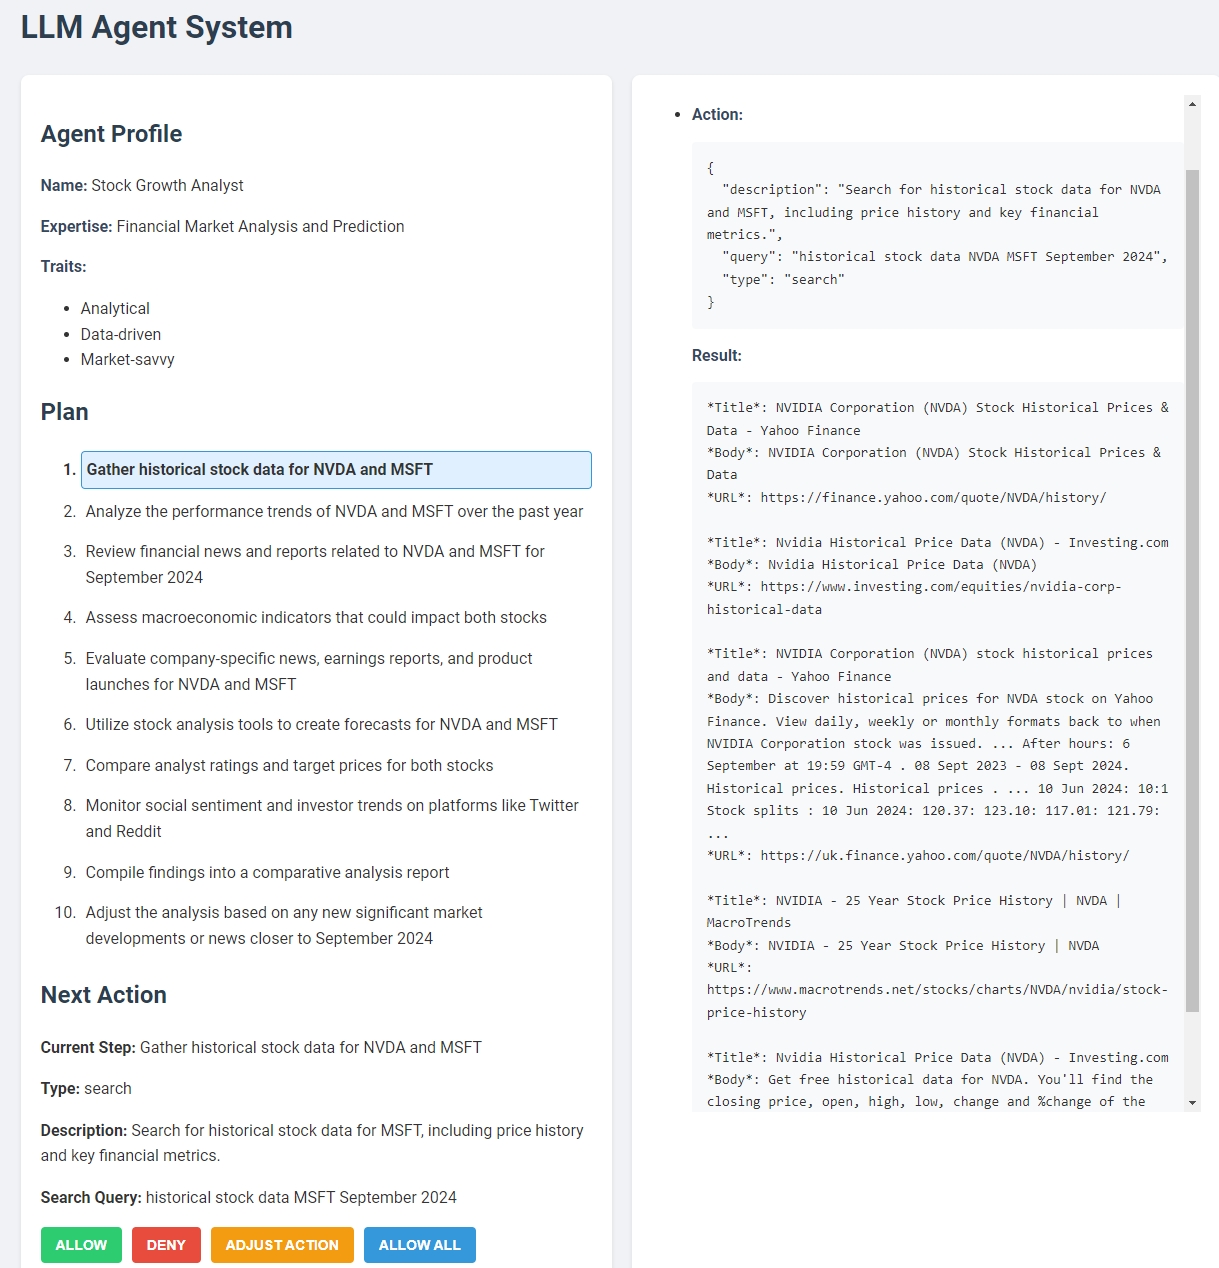 LLM Agent System
Agent Profile
Name: Stock Growth Analyst
Expertise: Financial Market Analysis and Prediction
Traits:
Analytical
Data-driven
Market-savvy
Plan
1. Gather historical stock data for NVDA and MSFT
2. Analyze the performance trends of NVDA and MSFT over the past year
3. Review financial news and reports related to NVDA and MSFT for
September 2024
4. Assess macroeconomic indicators that could impact both stocks
5. Evaluate company-specific news, earnings reports, and product
launches for NVDA and MSFT
6. Utilize stock analysis tools to create forecasts for NVDA and MSFT
7. Compare analyst ratings and target prices for both stocks
8. Monitor social sentiment and investor trends on platforms like Twitter
and Reddit
9. Compile findings into a comparative analysis report
10. Adjust the analysis based on any new significant market
developments or news closer to September 2024
Next Action
Current Step: Gather historical stock data for NVDA and MSFT
Type: search
Description: Search for historical stock data for MSFT, including price history
and key financial metrics.
Search Query: historical stock data MSFT September 2024
ALLOW DENY ADJUST ACTION ALLOW ALL
Action:
{
"description": "Search for historical stock data for NVDA
and MSFT, including price history and key financial
metrics.",
"query": "historical stock data NVDA MSFT September 2024",
"type": "search"
}
Result:
*Title*: NVIDIA Corporation (NVDA) Stock Historical Prices &
Data - Yahoo Finance
*Body*: NVIDIA Corporation (NVDA) Stock Historical Prices &
Data
*URL*: https://finance.yahoo.com/quote/NVDA/history/
*Title*: Nvidia Historical Price Data (NVDA) - Investing.com
*Body*: Nvidia Historical Price Data (NVDA)
*URL*: https://www.investing.com/equities/nvidia-corp-
historical-data
*Title*: NVIDIA Corporation (NVDA) stock historical prices
and data - Yahoo Finance
*Body*: Discover historical prices for NVDA stock on Yahoo
Finance. View daily, weekly or monthly formats back to when
NVIDIA Corporation stock was issued. ... After hours: 6
September at 19:59 GMT-4 . 08 Sept 2023 - 08 Sept 2024.
Historical prices. Historical prices . ... 10 Jun 2024: 10:1
Stock splits : 10 Jun 2024: 120.37: 123.10: 117.01: 121.79:
...
*URL*: https://uk.finance.yahoo.com/quote/NVDA/history/
*Title*: NVIDIA - 25 Year Stock Price History | NVDA |
MacroTrends
*Body*: NVIDIA - 25 Year Stock Price History | NVDA
*URL*:
https://www.macrotrends.net/stocks/charts/NVDA/nvidia/stock-
price-history
*Title*: Nvidia Historical Price Data (NVDA) - Investing.com
*Body*: Get free historical data for NVDA. You'll find the
closing price, open, high, low, change and %change of the